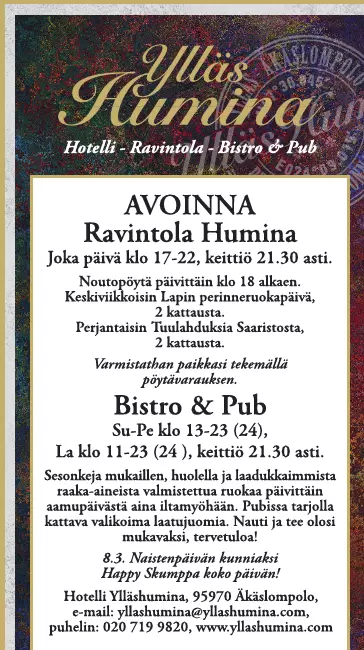 Ylläs
Humina
ÄKÄSLOMPOLO
Hotelli - Ravintola - Bistro & Pub
AVOINNA
Ravintola Humina
Joka päivä klo 17-22, keittiö 21.30 asti.
Noutopöytä päivittäin klo 18 alkaen.
Keskiviikkoisin Lapin perinneruokapäivä,
2 kattausta.
Perjantaisin Tuulahduksia Saaristosta,
2 kattausta.
Varmistathan paikkasi tekemällä
pöytävarauksen.
Bistro & Pub
Su-Pe klo 13-23 (24),
La klo 11-23 (24 ), keittiö 21.30 asti.
Sesonkeja mukaillen, huolella ja laadukkaimmista
raaka-aineista valmistettua ruokaa päivittäin
aamupäivästä aina iltamyöhään. Pubissa tarjolla
kattava valikoima laatujuomia. Nauti ja tee olosi
mukavaksi, tervetuloa!
8.3. Naistenpäivän kunniaksi
Happy Skumppa koko päivän!
Hotelli Ylläshumina, 95970 Äkäslompolo,
e-mail: yllashumina@yllashumina.com,
puhelin: 020 719 9820, www.yllashumina.com